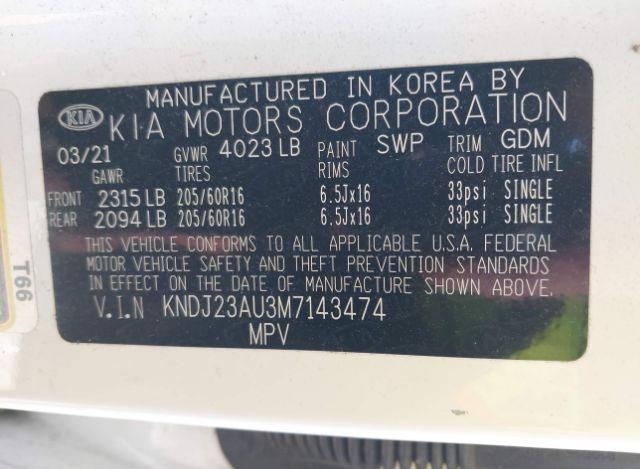 MANUFACTURED IN KOREA BY
KIA KIA MOTORS CORPORATION
03/21 GVWR 4023 LB PAINT SWP TRIM GDM
GAWR TIRES RIMS COLD TIRE INFL
FRONT 2315 LB 205/60R16 6.5Jx16 33psi SINGLE
REAR 2094 LB 205/60R16 6.5Jx16 33psi SINGLE
THIS VEHICLE CONFORMS TO ALL APPLICABLE U.S.A. FEDERAL
MOTOR VEHICLE SAFETY AND THEFT PREVENTION STANDARDS
IN EFFECT ON THE DATE OF MANUFACTURE SHOWN ABOVE.
V.I.N KNDJ23AU3M7143474
MPV
T66